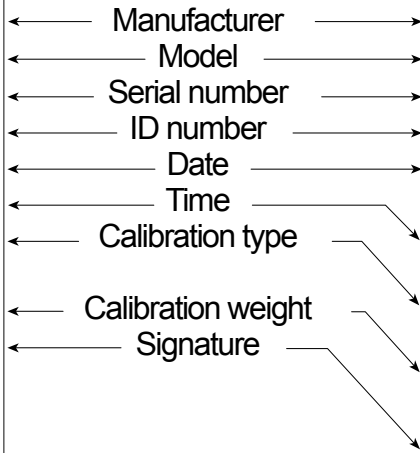 Manufacturer
Model
Serial number
ID number
Date
Time
Calibration type
Calibration weight
Signature